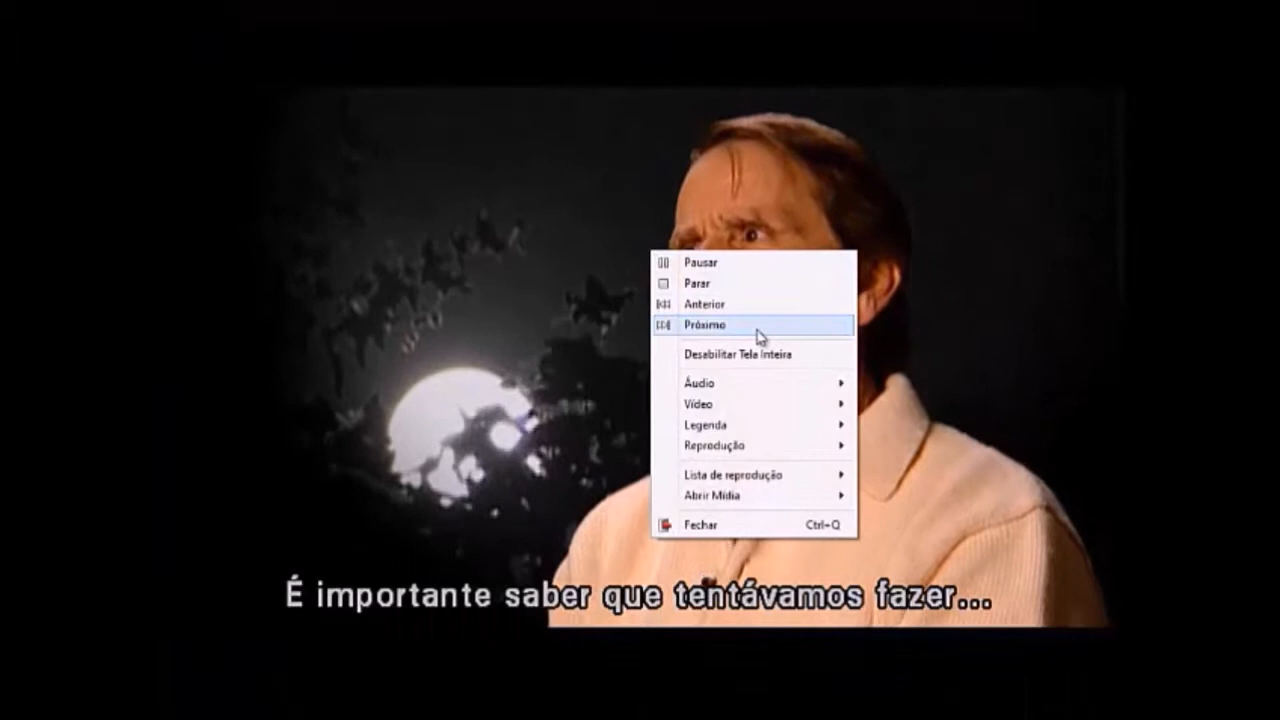 Pausar
Parar
Anterior
Próximo
Desabilitar Tela Inteira
Áudio
Vídeo
Legenda
Reprodução
Lista de reprodução
Abrir Mídia
Fechar Ctrl+Q
É importante saber que tentávamos fazer...